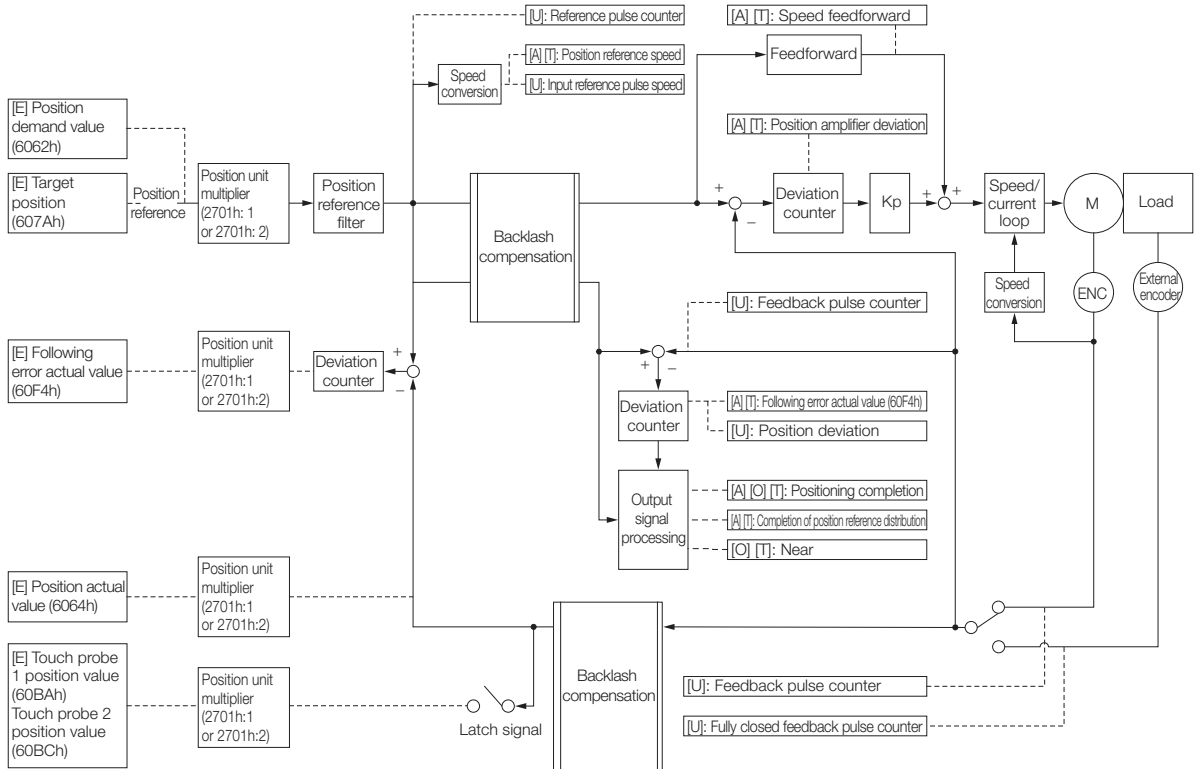 [U]: Reference pulse counter
[A] [T]: Speed feedforward
Feedforward
[A] [T]: Position reference speed
Speed
conversion
[U]: Input reference pulse speed
[E] Position
demand value
(6062h)
[A] [T]: Position amplifier deviation
[E] Target
position
(607Ah)
Position
reference
Position unit
multiplier
(2701h: 1
or 2701h: 2)
Position
reference
filter
Backlash
compensation
+
−
Deviation
counter
Kp
+
+
Speed/
current
loop
M
Load
Speed
conversion
ENC
External
encoder
[U]: Feedback pulse counter
[E] Following
error actual value
(60F4h)
Position unit
multiplier
(2701h:1
or 2701h:2)
Deviation
counter
+
−
+
−
Deviation
counter
[A] [T]: Following error actual value (60F4h)
[U]: Position deviation
Output
signal
processing
[A] [O] [T]: Positioning completion
[A] [T]: Completion of position reference distribution
[O] [T]: Near
[E] Position actual
value (6064h)
Position unit
multiplier
(2701h:1
or 2701h:2)
[E] Touch probe
1 position value
(60BAh)
Touch probe 2
position value
(60BCh)
Position unit
multiplier
(2701h:1
or 2701h:2)
Latch signal
Backlash
compensation
[U]: Feedback pulse counter
[U]: Fully closed feedback pulse counter